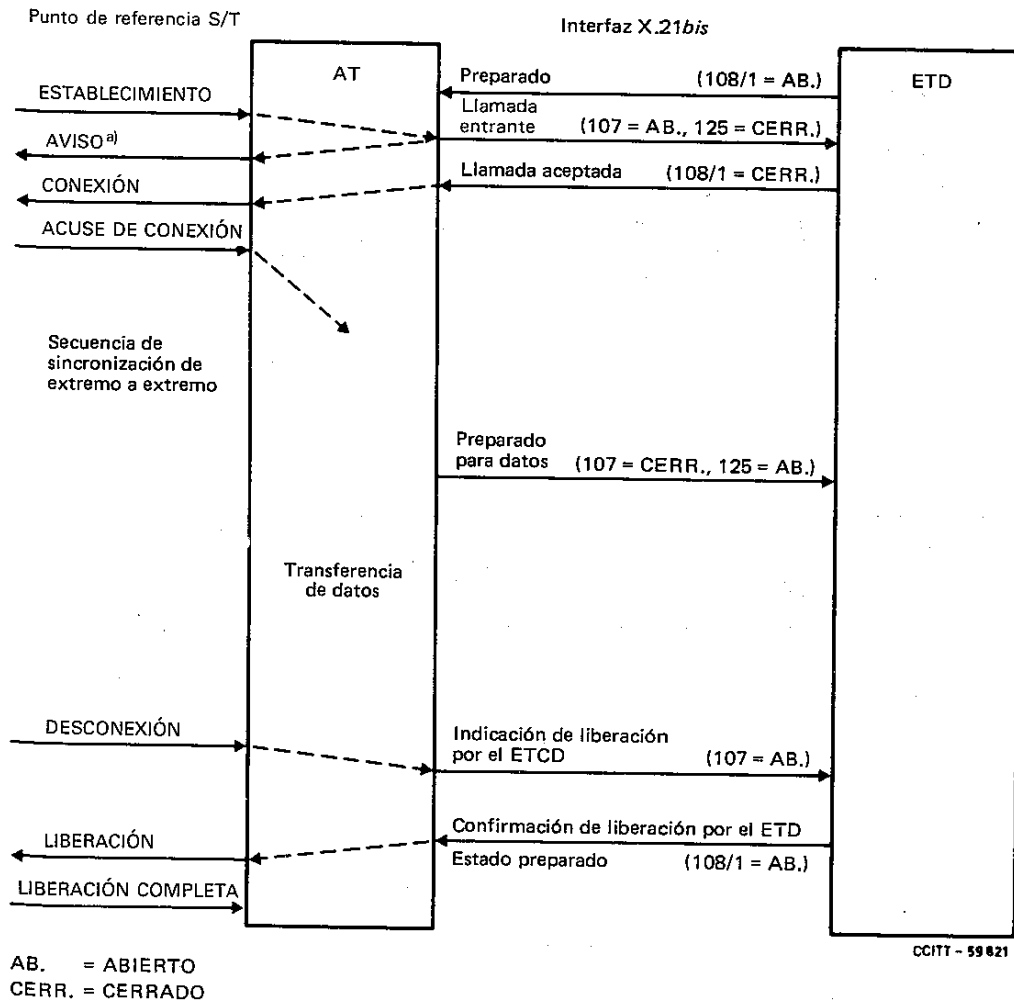 Punto de referencia S/T
Interfaz X.21bis
AT
ETD
Preparado (108/1 = AB.)
ESTABLECIMIENTO
Llamada
entrante (107 = AB., 125 = CERR.)
AVISO a)
Llamada aceptada (108/1 = CERR.)
CONEXIÓN
ACUSE DE CONEXIÓN
Secuencia de
sincronización de
extremo a extremo
Preparado
para datos (107 = CERR., 125 = AB.)
Transferencia
de datos
DESCONEXIÓN
Indicación de liberación
por el ETCD (107 = AB.)
Confirmación de liberación por el ETD
LIBERACIÓN
Estado preparado (108/1 = AB.)
LIBERACIÓN COMPLETA
CCITT - 59821
AB. = ABIERTO
CERR. = CERRADO